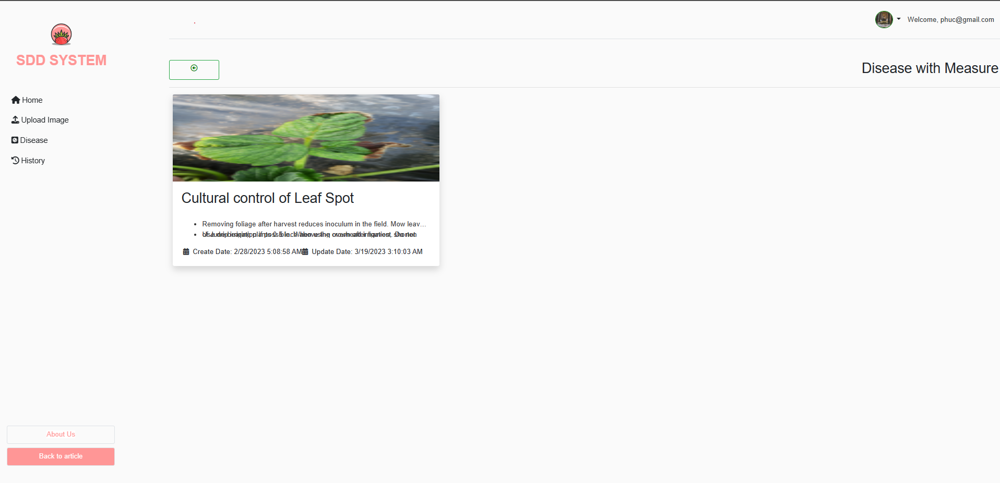 Welcome, phuc@gmail.com
SDD SYSTEM
Disease with Measure
Home
Upload Image
Disease
History
Cultural control of Leaf Spot
Removing foliage after harvest reduces inoculum in the field. Mow leav…
Create Date: 2/28/2023 5:08:58 AM Update Date: 3/19/2023 3:10:03 AM
About Us
Back to article